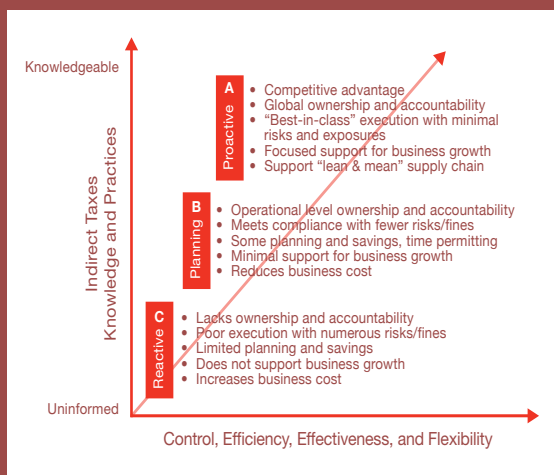 Knowledgeable
Indirect Taxes
Knowledge and Practices
Uninformed
A
Proactive
• Competitive advantage
• Global ownership and accountability
• “Best-in-class” execution with minimal
risks and exposures
• Focused support for business growth
• Support “lean & mean” supply chain
B
Planning
• Operational level ownership and accountability
• Meets compliance with fewer risks/fines
• Some planning and savings, time permitting
• Minimal support for business growth
• Reduces business cost
C
Reactive
• Lacks ownership and accountability
• Poor execution with numerous risks/fines
• Limited planning and savings
• Does not support business growth
• Increases business cost
Control, Efficiency, Effectiveness, and Flexibility